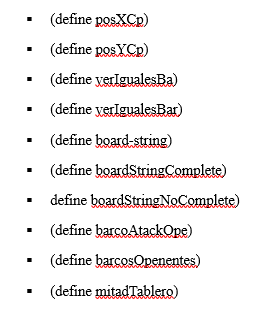 ▪ (define posXCp)
▪ (define posYCp)
▪ (define verIgualesBa)
▪ (define verIgualesBar)
▪ (define board-string)
▪ (define boardStringComplete)
▪ define boardStringNoComplete)
▪ (define barcoAtackOpe)
▪ (define barcosOpenentes)
▪ (define mitadTablero)